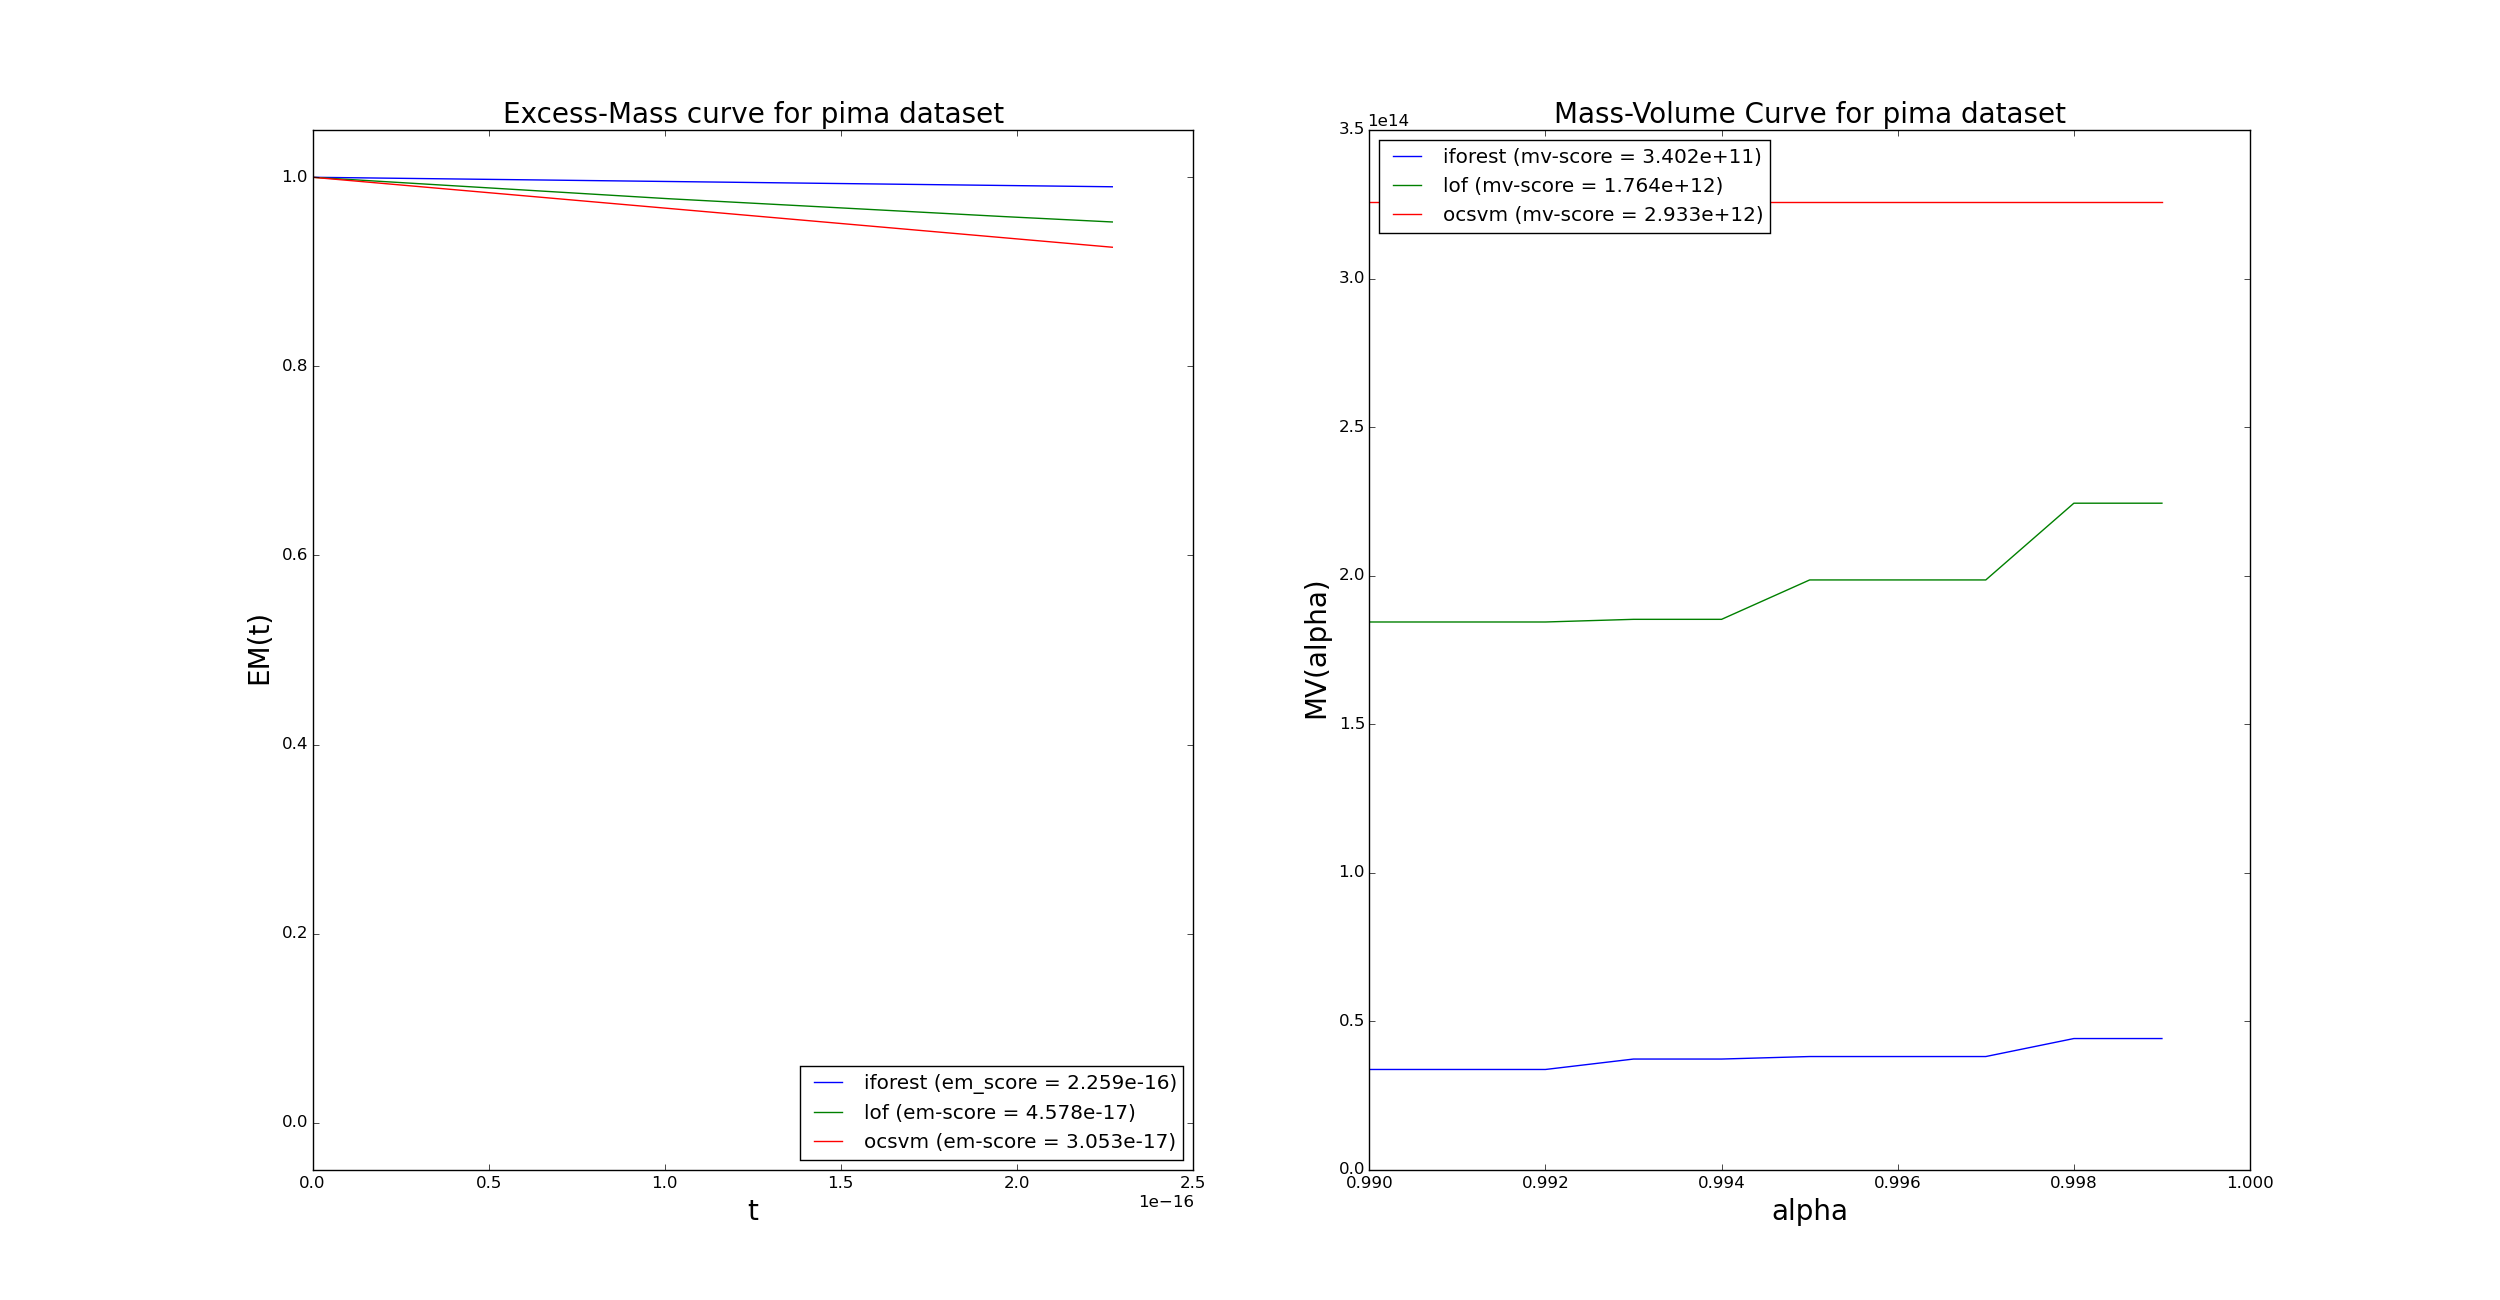 Excess-Mass curve for pima dataset
1.0
0.8
0.6
0.4
0.2
0.0
EM(t)
iforest (em_score = 2.259e-16)
lof (em-score = 4.578e-17)
ocsvm (em-score = 3.053e-17)
0.0 0.5 1.0 1.5 2.0 2.5
1e−16
t
Mass-Volume Curve for pima dataset
1e14
3.5
3.0
2.5
2.0
1.5
1.0
0.5
0.0
MV(alpha)
iforest (mv-score = 3.402e+11)
lof (mv-score = 1.764e+12)
ocsvm (mv-score = 2.933e+12)
0.990 0.992 0.994 0.996 0.998 1.000
alpha